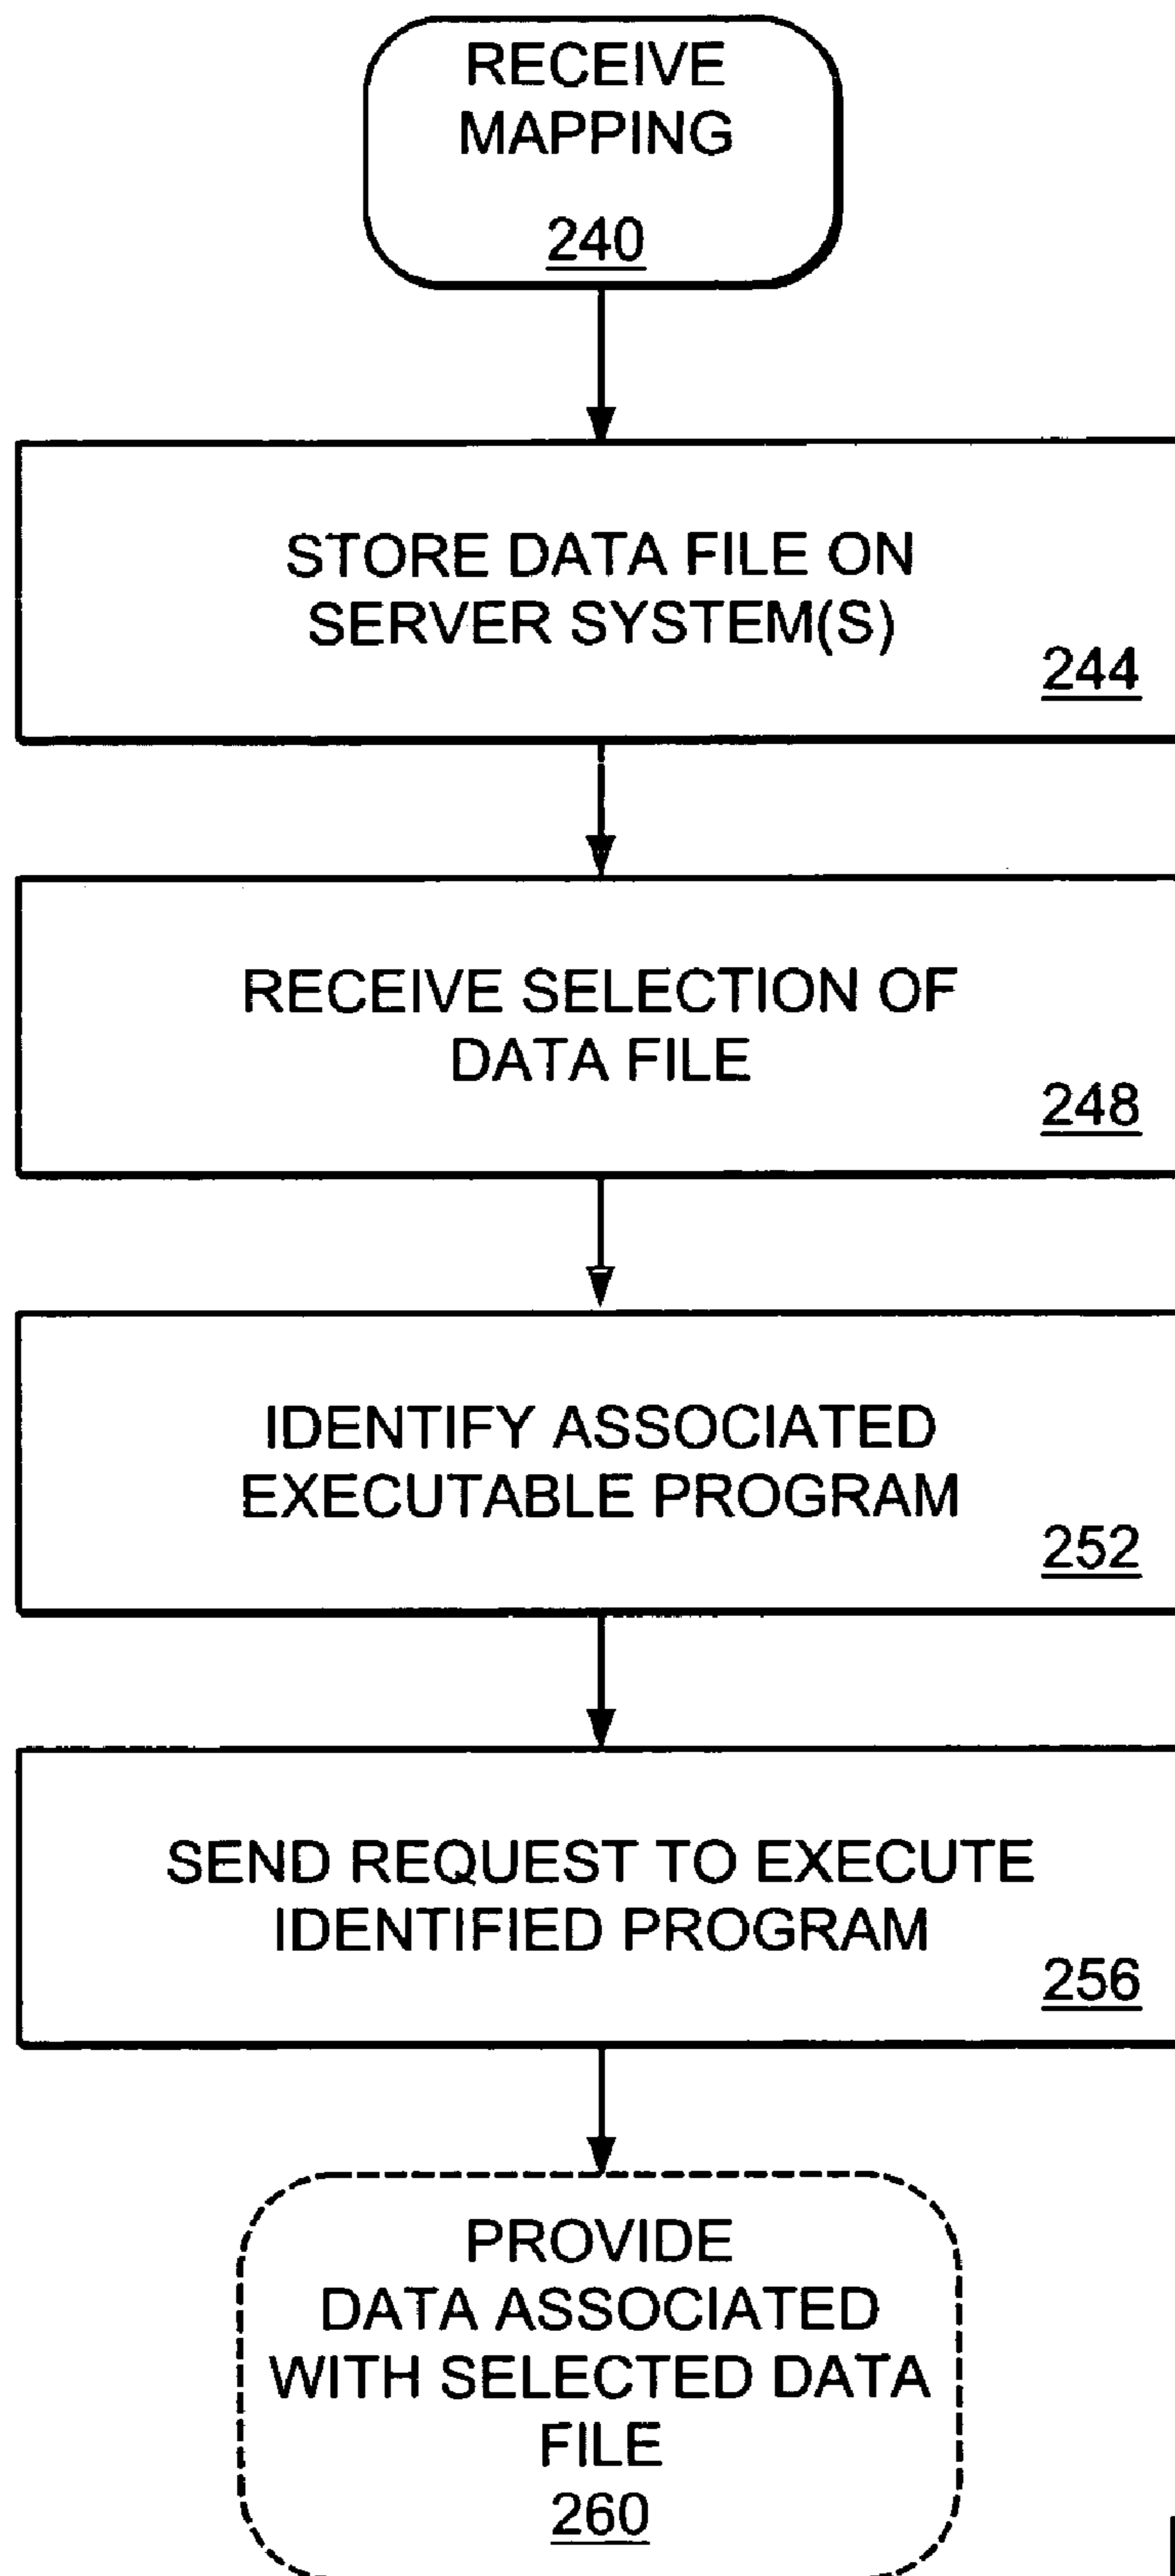 RECEIVE
MAPPING
240
STORE DATA FILE ON
SERVER SYSTEM(S)
244
RECEIVE SELECTION OF
DATA FILE
248
IDENTIFY ASSOCIATED
EXECUTABLE PROGRAM
252
SEND REQUEST TO EXECUTE
IDENTIFIED PROGRAM
256
PROVIDE
DATA ASSOCIATED
WITH SELECTED DATA
FILE
260